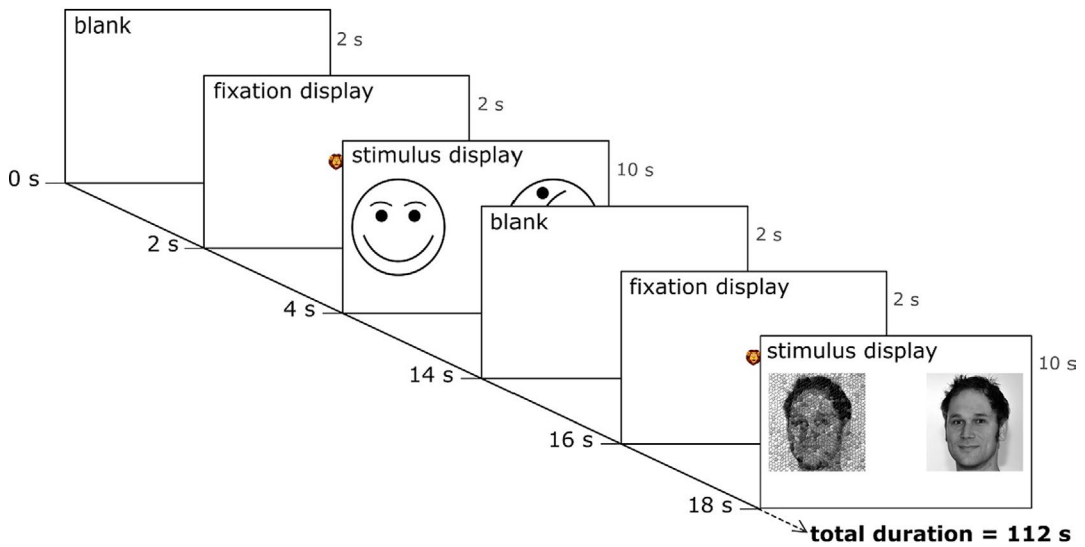 blank
2 s
fixation display
2 s
stimulus display
10 s
0 s
blank
2 s
2 s
fixation display
2 s
4 s
stimulus display
10 s
14 s
16 s
18 s
total duration = 112 s